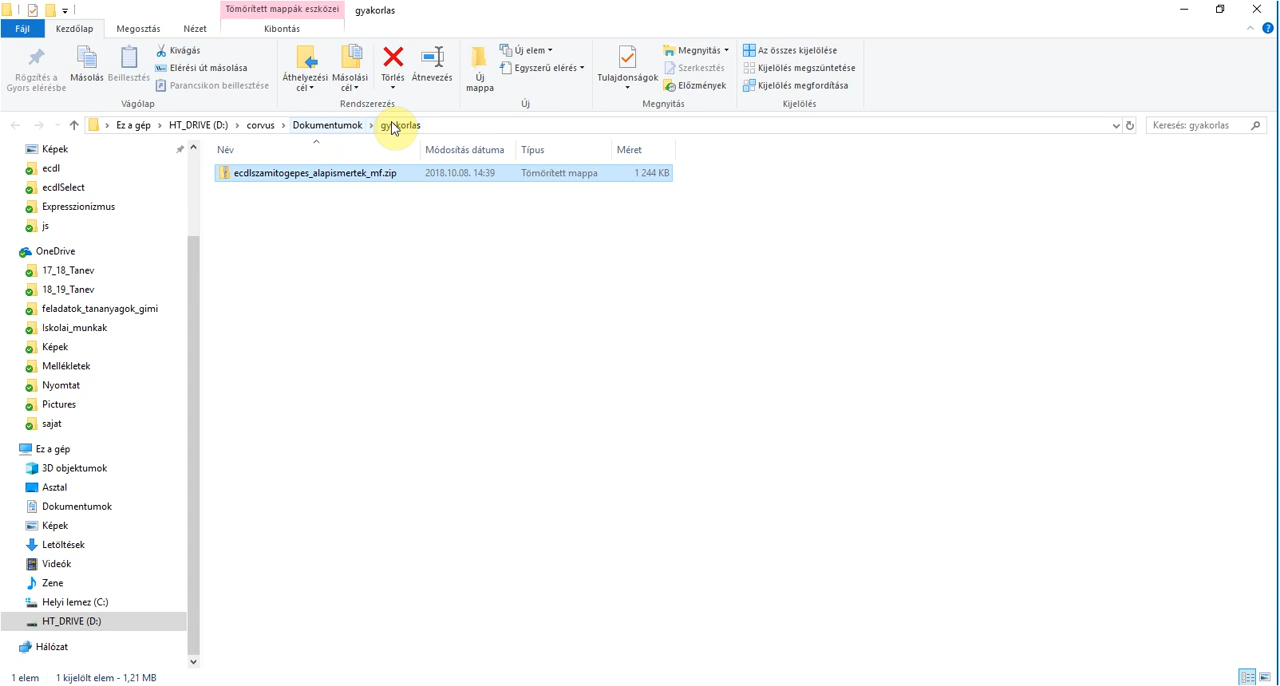 Tömörített mappák eszközei
gyakorlas
Fájl
Kezdőlap
Megosztás
Nézet
Kibontás
Rögzítés a Gyors elérésbe
Másolás
Beillesztés
Kivágás
Elérési út másolása
Parancsikon beillesztése
Vágólap
Áthelyezési cél
Másolási cél
Törlés
Átnevezés
Rendszerezés
Új mappa
Új elem
Egyszerű elérés
Új
Tulajdonságok
Megnyitás
Szerkesztés
Előzmények
Megnyitás
Az összes kijelölése
Kijelölés megszüntetése
Kijelölés megfordítása
Kijelölés
Ez a gép > HT_DRIVE (D:) > corvus > Dokumentumok > gyakorlas
Keresés: gyakorlas
Név
Módosítás dátuma
Típus
Méret
ecdlszamitogepes_alapismertek_mf.zip
2018.10.08. 14:39
Tömörített mappa
1 244 KB
Képek
ecdl
ecdlSelect
Expresszionizmus
js
OneDrive
17_18_Tanev
18_19_Tanev
feladatok_tananyagok_gimi
Iskolai_munkak
Képek
Mellékletek
Nyomtat
Pictures
sajat
Ez a gép
3D objektumok
Asztal
Dokumentumok
Képek
Letöltések
Videók
Zene
Helyi lemez (C:)
HT_DRIVE (D:)
Hálózat
1 elem
1 kijelölt elem - 1,21 MB